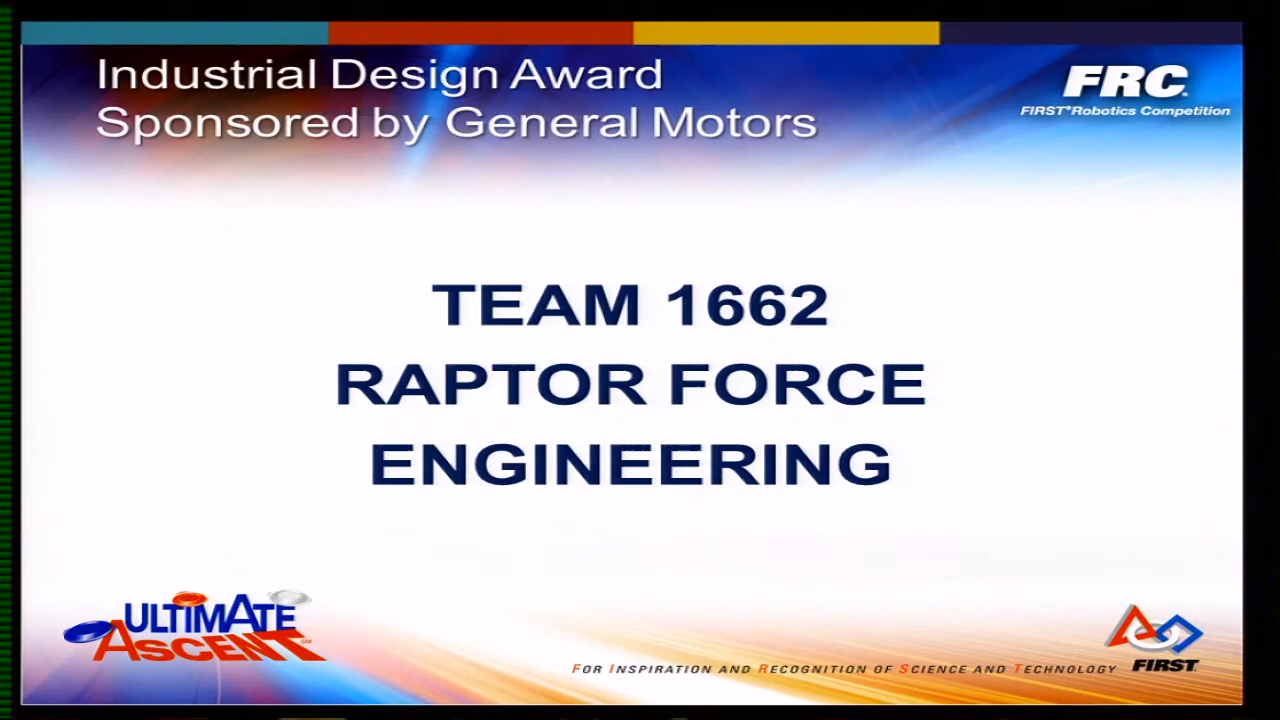 Industrial Design Award
Sponsored by General Motors
FRC
FIRST® Robotics Competition
TEAM 1662
RAPTOR FORCE
ENGINEERING
ULTIMATE
ASCENT℠
FOR INSPIRATION AND RECOGNITION OF SCIENCE AND TECHNOLOGY
FIRST